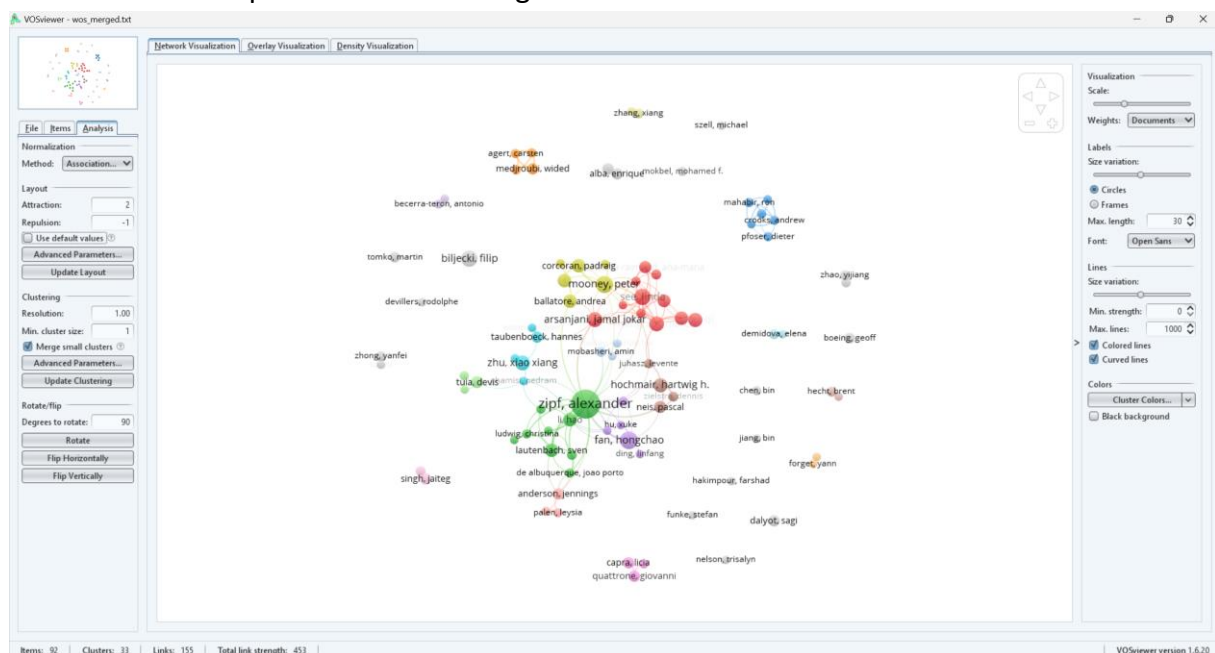 VOSviewer - wos_merged.txt
Network Visualization Overlay Visualization Density Visualization
File Items Analysis
Normalization
Method: Association...
Layout
Attraction: 2
Repulsion: -1
Use default values
Advanced Parameters...
Update Layout
Clustering
Resolution: 1.00
Min. cluster size: 1
Merge small clusters
Advanced Parameters...
Update Clustering
Rotate/flip
Degrees to rotate: 90
Rotate
Flip Horizontally
Flip Vertically
zhang, xiang
szell, michael
agert, carsten
medjroubi, wided
alba, enrique
mokbel, mohamed f.
becerra-teron, antonio
mahabir, ron
crooks, andrew
pfoser, dieter
tomko, martin
biljecki, filip
corcoran, padraig
mooney, peter
zhao, yijiang
devillers, rodolphe
ballatore, andrea
see, linda
arsanjani, jamal jokar
taubenboeck, hannes
demidova, elena
boeing, geoff
zhong, yanfei
mobasheri, amin
zhu, xiao xiang
juhasz, levente
tuia, devis
hochmair, hartwig h.
chen, bin
hecht, brent
zipf, alexander
neis, pascal
li, hao
hu, xuke
ludwig, christina
fan, hongchao
jiang, bin
lautenbach, sven
ding, linfang
forget, yann
de albuquerque, joao porto
singh, jaiteg
hakimpour, farshad
anderson, jennings
palen, leysia
funke, stefan
dalyot, sagi
capra, licia
nelson, trisalyn
quattrone, giovanni
Visualization
Scale:
Weights: Documents
Labels
Size variation:
Circles
Frames
Max. length: 30
Font: Open Sans
Lines
Size variation:
Min. strength: 0
Max. lines: 1000
Colored lines
Curved lines
Colors
Cluster Colors...
Black background
Items: 92 Clusters: 33 Links: 155 Total link strength: 453
VOSviewer version 1.6.20